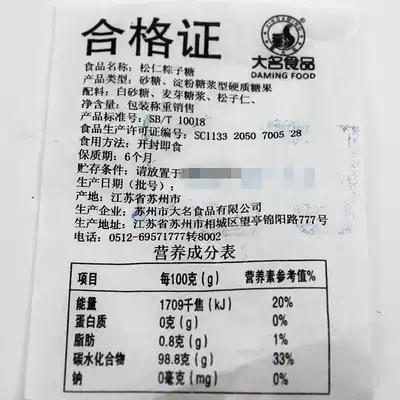 合格证
大名食品
DAMING FOOD
食品名称：松仁粽子糖
产品类型：砂糖、淀粉糖浆型硬质糖果
配料：白砂糖、麦芽糖浆、松子仁、
净含量：包装称重销售
产品标准号：SB/T 10018
食品生产许可证编号：SC1133 2050 7005 28
食用方法：开封即食
保质期：6个月
贮存条件：请放置于
生产日期（批号）：
产地：江苏省苏州市
生产企业：苏州市大名食品有限公司
生产地址：江苏省苏州市相城区望亭锦阳路777号
电话：0512-69571777转8002
营养成分表
项目 每100克(g) 营养素参考值%
能量 1709千焦(kJ) 20%
蛋白质 0克(g) 0%
脂肪 0.8克(g) 1%
碳水化合物 98.8克(g) 33%
钠 0毫克(mg) 0%